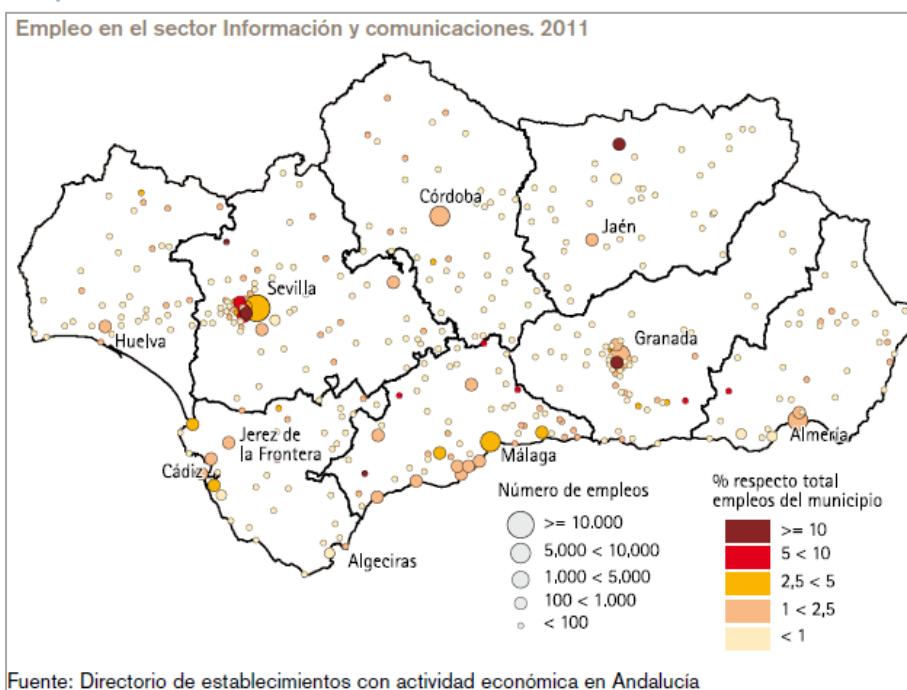 Empleo en el sector Información y comunicaciones. 2011
Córdoba
Jaén
Sevilla
Huelva
Granada
Jerez de
la Frontera
Cádiz
Málaga
Almería
Algeciras
Número de empleos
>= 10.000
5,000 < 10,000
1.000 < 5,000
100 < 1.000
< 100
% respecto total
empleos del municipio
>= 10
5 < 10
2,5 < 5
1 < 2,5
< 1
Fuente: Directorio de establecimientos con actividad económica en Andalucía